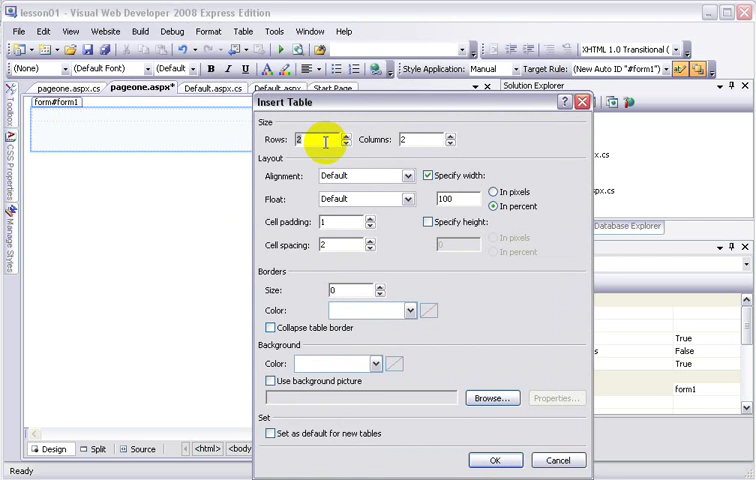 lesson01 - Visual Web Developer 2008 Express Edition
File Edit View Website Build Debug Format Table Tools Window Help
XHTML 1.0 Transitional (
(None) (Default Font) (Default Style Application: Manual Target Rule: (New Auto ID "#form1")
pageone.aspx.cs pageone.aspx* Default.aspx.cs Start Page
Solution Explorer
Toolbox
CSS Properties
Manage Styles
form#form1
Insert Table
Size
Rows: 2 Columns: 2
Layout
Alignment: Default Specify width:
Float: Default 100 In pixels
In percent
Cell padding: 1 Specify height:
Cell spacing: 2 0 In pixels
In percent
Borders
Size: 0
Color:
Collapse table border
Background
Color:
Use background picture
Browse... Properties...
Set
Set as default for new tables
OK Cancel
.cs
spx.cs
Database Explorer
True
s False
True
form1
Design Split Source <html> <body
Ready